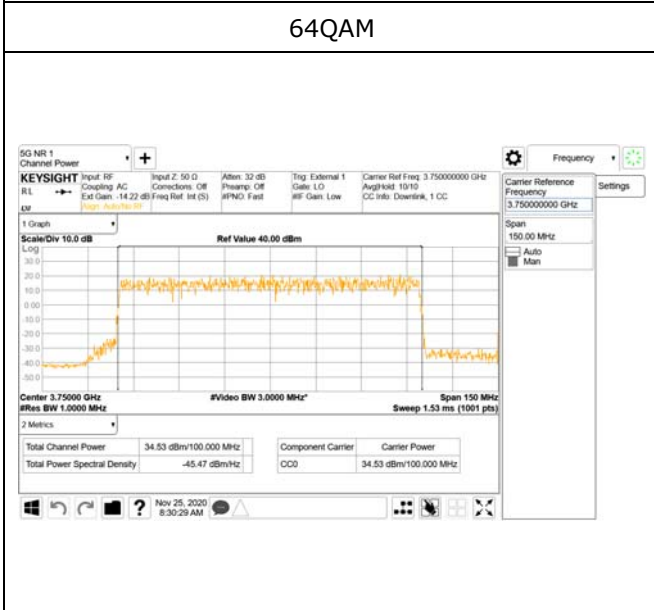 64QAM
5G NR 1
Channel Power
+
Frequency
KEYSIGHT Input: RF Input Z: 50 Ω Atten: 32 dB Trig: External 1 Carrier Ref Freq: 3.750000000 GHz
RL Coupling: AC Corrections: Off Preamp: Off Gate: LO Avg|Hold: 10/10
Ext Gain: -14.22 dB Freq Ref: Int (S) #PNO: Fast #IF Gain: Low CC Info: Downlink, 1 CC
Align: Auto/No RF
Carrier Reference
Frequency
3.750000000 GHz
Settings
Span
150.00 MHz
Auto
Man
1 Graph
Scale/Div 10.0 dB Ref Value 40.00 dBm
Log
30.0
20.0
10.0
0.00
-10.0
-20.0
-30.0
-40.0
-50.0
Center 3.75000 GHz #Video BW 3.0000 MHz* Span 150 MHz
#Res BW 1.0000 MHz Sweep 1.53 ms (1001 pts)
2 Metrics
Total Channel Power 34.53 dBm/100.000 MHz Component Carrier Carrier Power
Total Power Spectral Density -45.47 dBm/Hz CC0 34.53 dBm/100.000 MHz
? Nov 25, 2020
8:30:29 AM